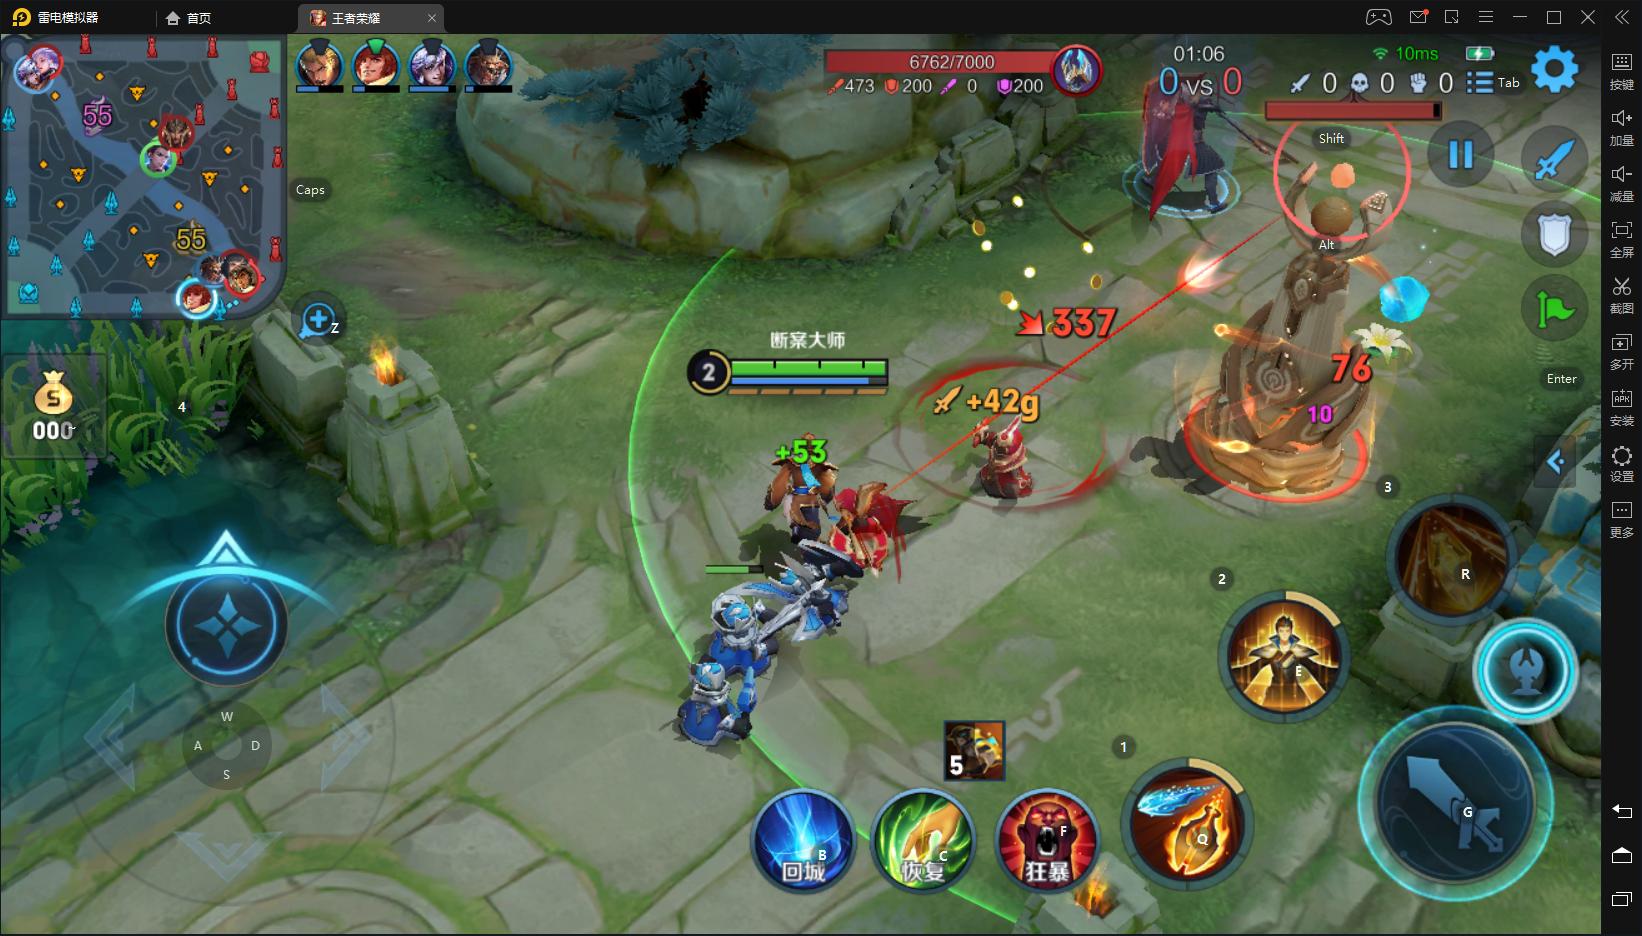 雷电模拟器
首页
王者荣耀
6762/7000
473 200 0 200
01:06
0 VS 0
10ms
0 0 0
Tab
Shift
Alt
Caps
55
55
Z
000
4
断案大师
2
337
+42g
+53
76
10
Enter
3
R
2
E
1
Q
G
5
B
回城
C
恢复
F
狂暴
W
A
D
S
按键
加量
减量
全屏
截图
多开
APK
安装
设置
更多